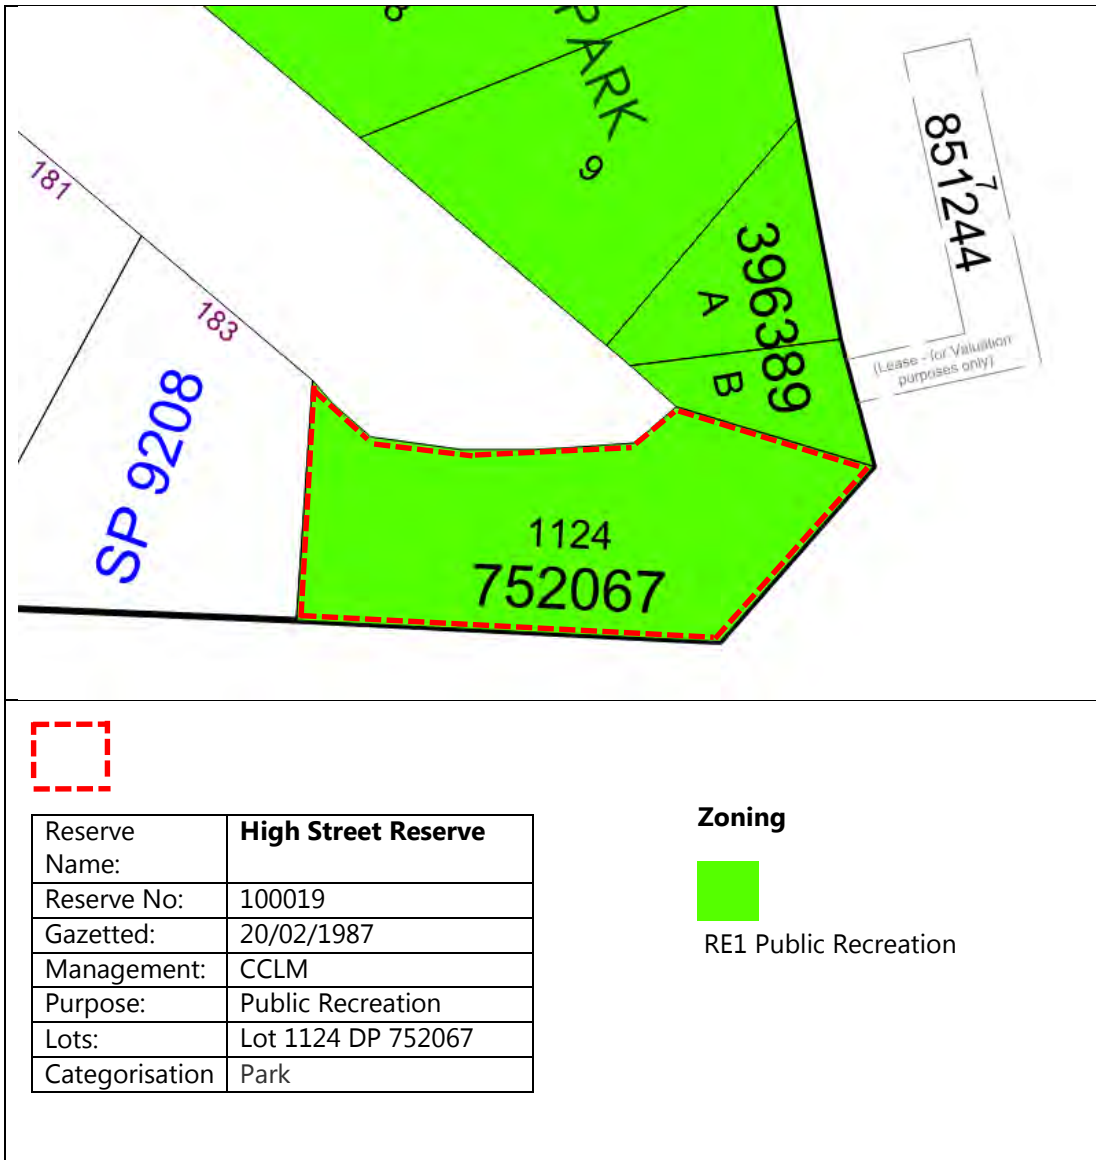 PARK
9
181
183
SP 9208
396389
A
B
851244
7
(Lease - for Valuation
purposes only)
1124
752067
Reserve Name: High Street Reserve
Reserve No: 100019
Gazetted: 20/02/1987
Management: CCLM
Purpose: Public Recreation
Lots: Lot 1124 DP 752067
Categorisation Park
Zoning
RE1 Public Recreation